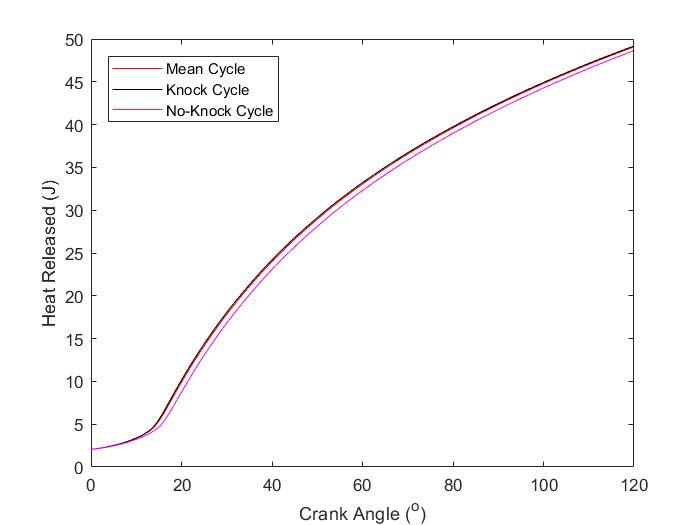 50
45
40
35
30
25
20
15
10
5
0
Heat Released (J)
Mean Cycle
Knock Cycle
No-Knock Cycle
0 20 40 60 80 100 120
Crank Angle (°)